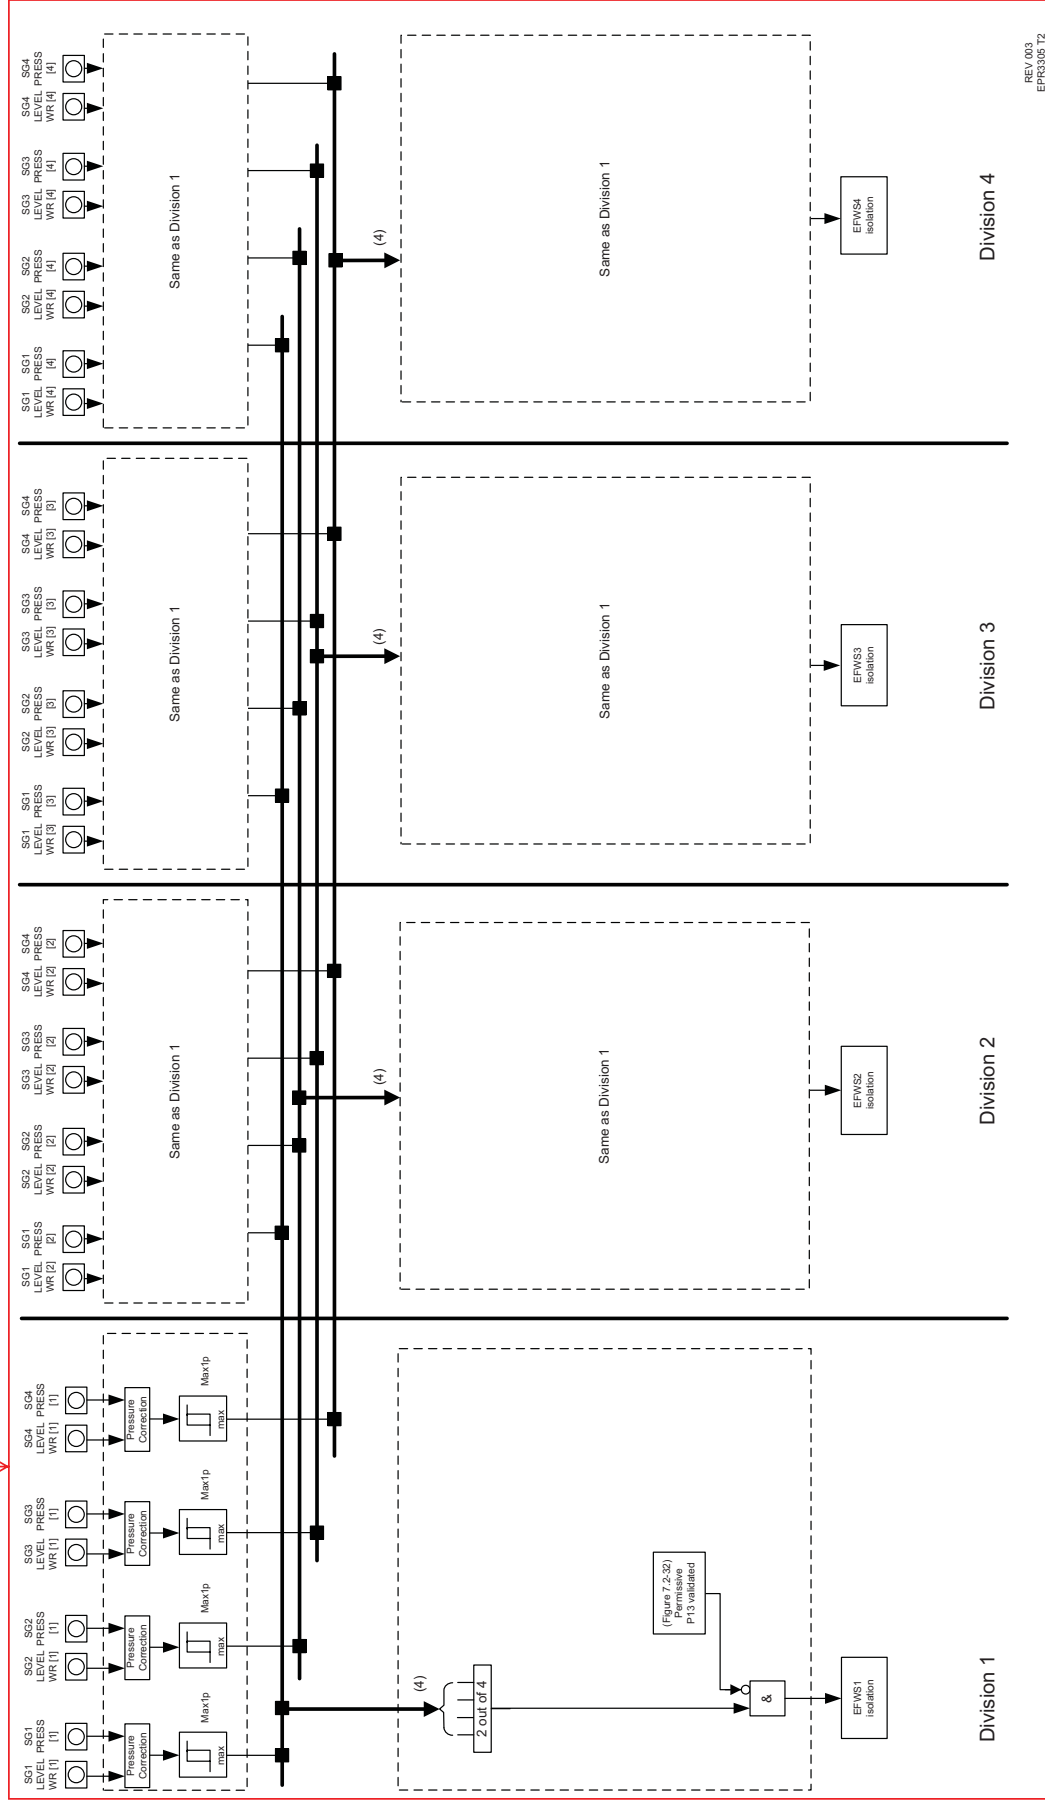 SG1
LEVEL
WR [1]
SG1
PRESS
[1]
SG2
LEVEL
WR [1]
SG2
PRESS
[1]
SG3
LEVEL
WR [1]
SG3
PRESS
[1]
SG4
LEVEL
WR [1]
SG4
PRESS
[1]
SG1
LEVEL
WR [2]
SG1
PRESS
[2]
SG2
LEVEL
WR [2]
SG2
PRESS
[2]
SG3
LEVEL
WR [2]
SG3
PRESS
[2]
SG4
LEVEL
WR [2]
SG4
PRESS
[2]
SG1
LEVEL
WR [3]
SG1
PRESS
[3]
SG2
LEVEL
WR [3]
SG2
PRESS
[3]
SG3
LEVEL
WR [3]
SG3
PRESS
[3]
SG4
LEVEL
WR [3]
SG4
PRESS
[3]
SG1
LEVEL
WR [4]
SG1
PRESS
[4]
SG2
LEVEL
WR [4]
SG2
PRESS
[4]
SG3
LEVEL
WR [4]
SG3
PRESS
[4]
SG4
LEVEL
WR [4]
SG4
PRESS
[4]
Pressure
Correction
Pressure
Correction
Pressure
Correction
Pressure
Correction
Same as Division 1
Same as Division 1
Same as Division 1
Max1p
max
Max1p
max
Max1p
max
Max1p
max
(4)
(4)
(4)
(4)
2 out of 4
(Figure 7.2-32)
Permissive
P13 validated
&
Same as Division 1
Same as Division 1
Same as Division 1
EFWS1
isolation
EFWS2
isolation
EFWS3
isolation
EFWS4
isolation
Division 1
Division 2
Division 3
Division 4
REV 003
EPR3305 T2